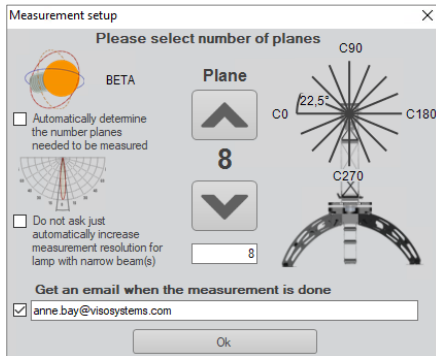 Measurement setup
Please select number of planes
BETA
Plane
C90
Automatically determine
the number planes
needed to be measured
22,5°
C0
C180
8
C270
Do not ask just
automatically increase
measurement resolution for
lamp with narrow beam(s)
8
Get an email when the measurement is done
anne.bay@visosystems.com
Ok